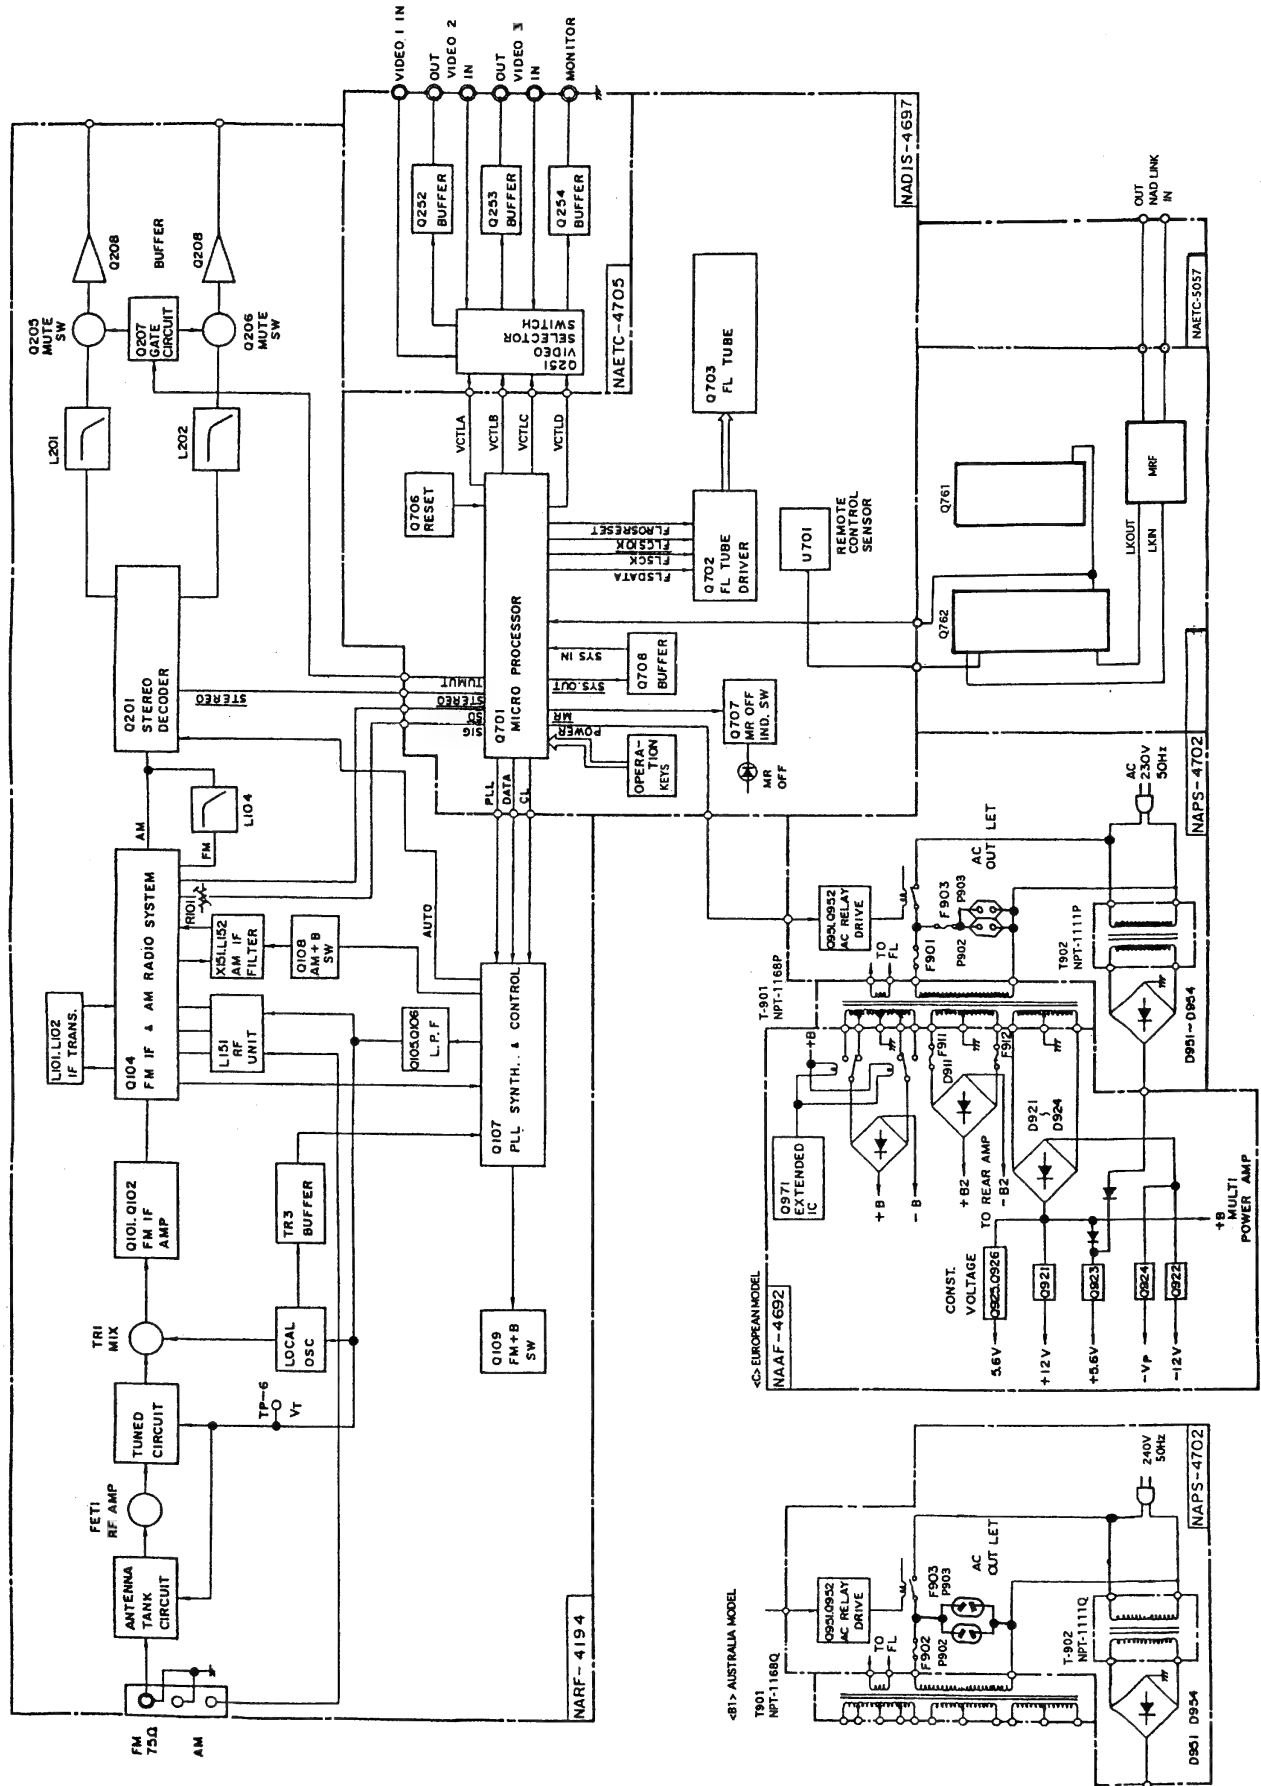 FM
75Ω
AM
ANTENNA
TANK
CIRCUIT
FET1
RF AMP
TUNED
CIRCUIT
TR1
MIX
TP-6
VT
LOCAL
OSC
TR3
BUFFER
Q101.Q102
FM IF
AMP
L101.L102
IF TRANS.
Q104
FM IF & AM RADIO SYSTEM
L151 RF
UNIT
X151.L152
AM IF
FILTER
Q108
AM+B
SW
R101
Q105.Q106
L.P.F
Q107
PLL SYNTH.. & CONTROL
Q109
FM+B
SW
AUTO
AM
FM
L104
Q201
STEREO
DECODER
STEREO
L201
L202
Q205
MUTE
SW
Q207
GATE
CIRCUIT
Q206
MUTE
SW
Q208
BUFFER
Q208
NARF-4194
PLL
DATA
CL
TUMUT
STEREO
SD
SIG
Q701
MICRO PROCESSOR
MR
POWER
SYS.OUT
SYS IN
OPERA-
TION
KEYS
Q707
MR OFF
IND. SW
MR
OFF
Q708
BUFFER
Q706
RESET
VCTLA
VCTLB
VCTLC
VCTLD
FLROSRESET
FLCS10K
FLSCK
FLSDATA
Q702
FL TUBE
DRIVER
Q703
FL TUBE
U701
REMOTE
CONTROL
SENSOR
Q251
VIDEO
SELECTOR
SWITCH
Q252
BUFFER
Q253
BUFFER
Q254
BUFFER
VIDEO 1 IN
OUT
VIDEO 2
IN
OUT
VIDEO 3
IN
MONITOR
NAETC-4705
NADIS-4697
Q762
Q761
LKOUT
LKIN
MRF
OUT
NAD LINK
IN
NAETC-5057
<C> EUROPEAN MODEL
NAAF-4692
Q971
EXTENDED
IC
+B
T-901
NPT-1168P
TO
FL
Q951.Q952
AC RELAY
DRIVE
F901
P902
F903
P903
AC
OUT LET
AC
230V
50Hz
NAPS-4702
T902
NPT-1111P
D951~D954
F911
D911
F912
D921
~
D924
+B
-B
+B2
TO REAR AMP
-B2
CONST.
VOLTAGE
Q925.Q926
Q921
Q923
Q924
Q922
5.6V
+12V
+5.6V
-VP
-12V
+B
MULTI
POWER AMP
<B1> AUSTRALIA MODEL
T901
NPT-1168Q
Q951.Q952
AC RELAY
DRIVE
TO
FL
F902
P902
F903
P903
AC
OUT LET
240V
50Hz
NAPS-4702
T-902
NPT-1111Q
D951 D954